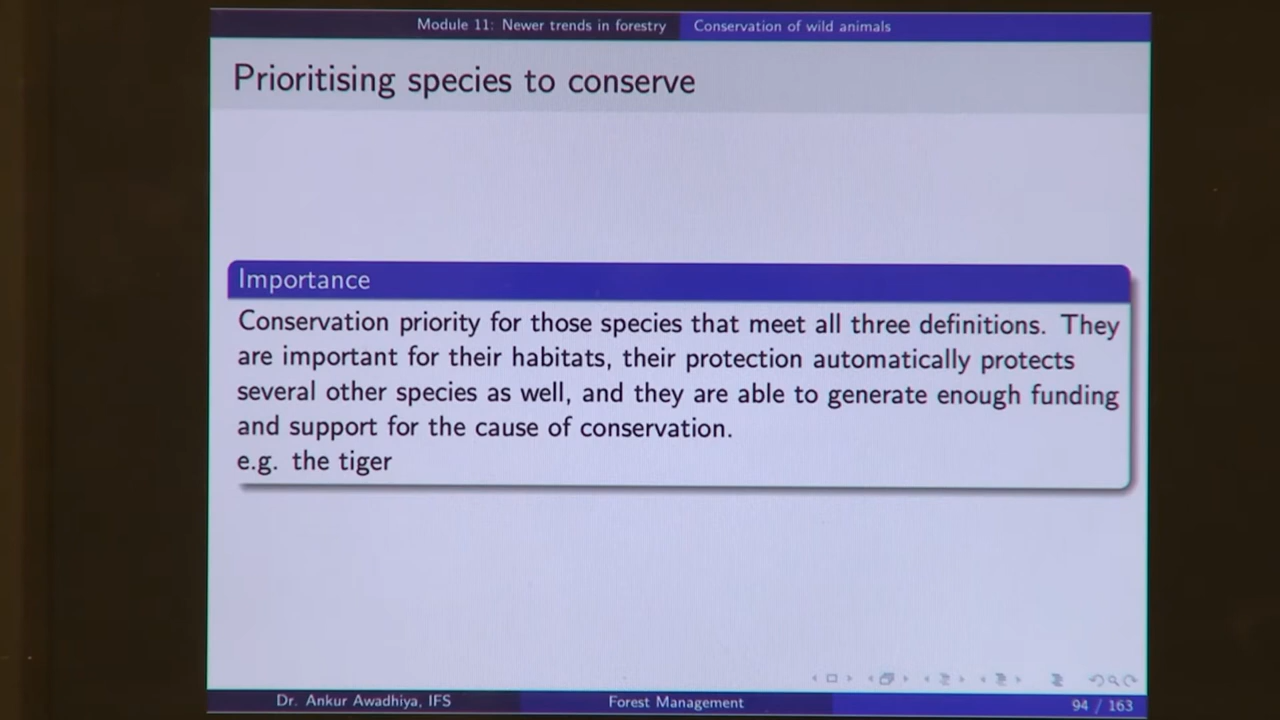 Module 11: Newer trends in forestry Conservation of wild animals
Prioritising species to conserve
Importance
Conservation priority for those species that meet all three definitions. They
are important for their habitats, their protection automatically protects
several other species as well, and they are able to generate enough funding
and support for the cause of conservation.
e.g. the tiger
Dr. Ankur Awadhiya, IFS Forest Management 94 / 163